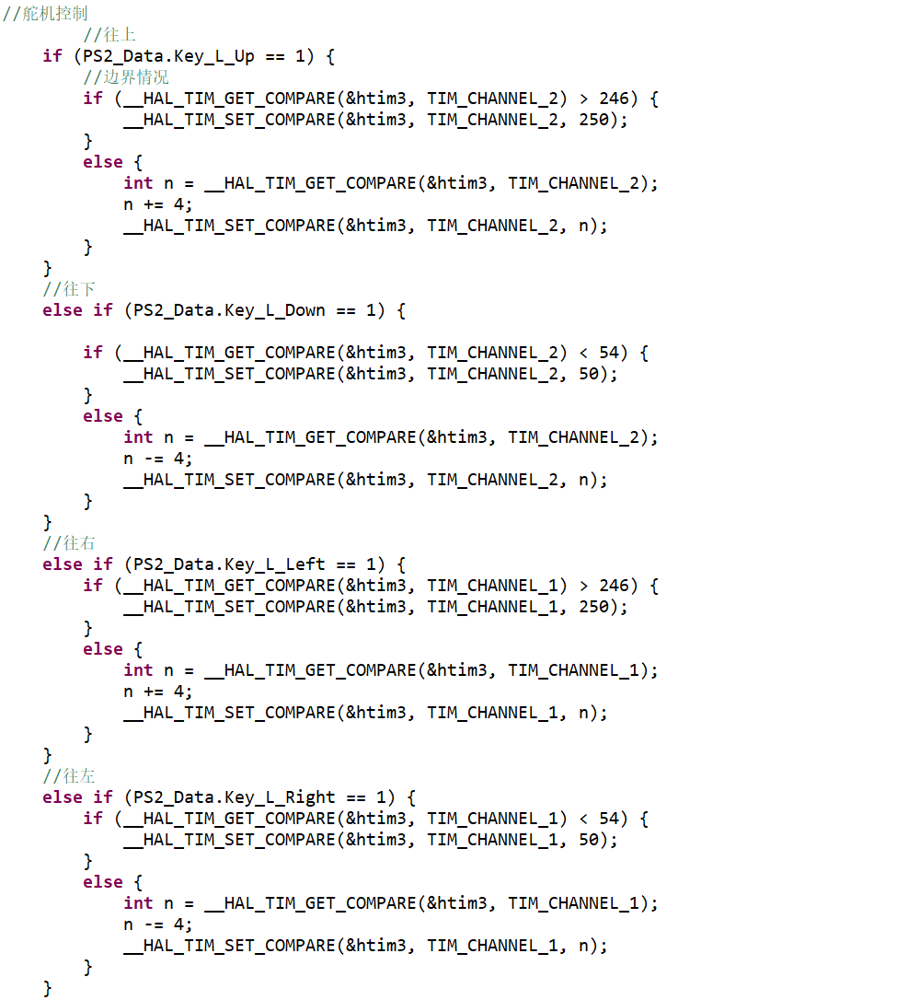 //舵机控制
//往上
if (PS2_Data.Key_L_Up == 1) {
//边界情况
if (__HAL_TIM_GET_COMPARE(&htim3, TIM_CHANNEL_2) > 246) {
__HAL_TIM_SET_COMPARE(&htim3, TIM_CHANNEL_2, 250);
}
else {
int n = __HAL_TIM_GET_COMPARE(&htim3, TIM_CHANNEL_2);
n += 4;
__HAL_TIM_SET_COMPARE(&htim3, TIM_CHANNEL_2, n);
}
}
//往下
else if (PS2_Data.Key_L_Down == 1) {
if (__HAL_TIM_GET_COMPARE(&htim3, TIM_CHANNEL_2) < 54) {
__HAL_TIM_SET_COMPARE(&htim3, TIM_CHANNEL_2, 50);
}
else {
int n = __HAL_TIM_GET_COMPARE(&htim3, TIM_CHANNEL_2);
n -= 4;
__HAL_TIM_SET_COMPARE(&htim3, TIM_CHANNEL_2, n);
}
}
//往右
else if (PS2_Data.Key_L_Left == 1) {
if (__HAL_TIM_GET_COMPARE(&htim3, TIM_CHANNEL_1) > 246) {
__HAL_TIM_SET_COMPARE(&htim3, TIM_CHANNEL_1, 250);
}
else {
int n = __HAL_TIM_GET_COMPARE(&htim3, TIM_CHANNEL_1);
n += 4;
__HAL_TIM_SET_COMPARE(&htim3, TIM_CHANNEL_1, n);
}
}
//往左
else if (PS2_Data.Key_L_Right == 1) {
if (__HAL_TIM_GET_COMPARE(&htim3, TIM_CHANNEL_1) < 54) {
__HAL_TIM_SET_COMPARE(&htim3, TIM_CHANNEL_1, 50);
}
else {
int n = __HAL_TIM_GET_COMPARE(&htim3, TIM_CHANNEL_1);
n -= 4;
__HAL_TIM_SET_COMPARE(&htim3, TIM_CHANNEL_1, n);
}
}